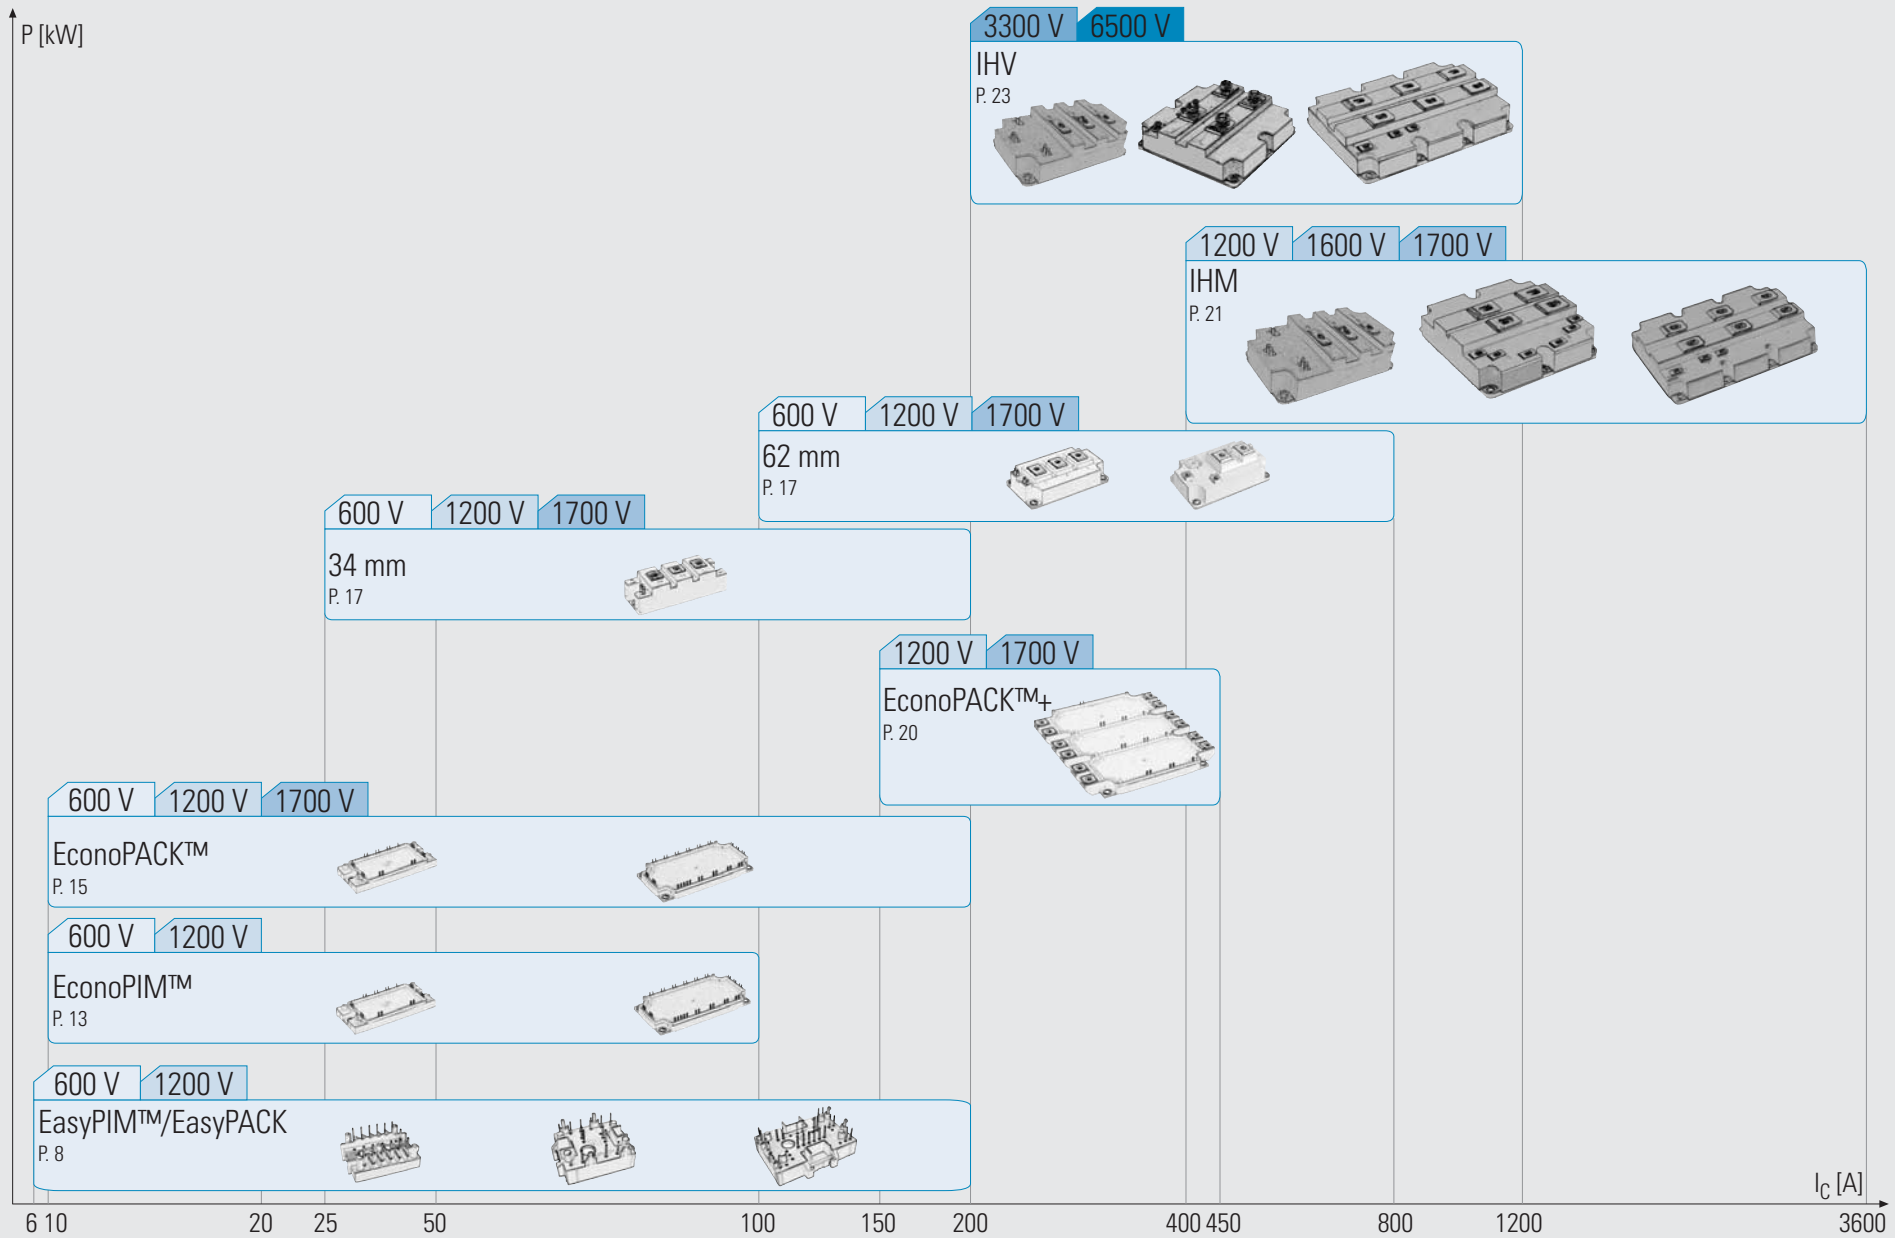 P [kW]
3300 V 6500 V
IHV
P. 23
1200 V 1600 V 1700 V
IHM
P. 21
600 V 1200 V 1700 V
62 mm
P. 17
600 V 1200 V 1700 V
34 mm
P. 17
1200 V 1700 V
EconoPACK™+
P. 20
600 V 1200 V 1700 V
EconoPACK™
P. 15
600 V 1200 V
EconoPIM™
P. 13
600 V 1200 V
EasyPIM™/EasyPACK
P. 8
I_C [A]
6 10 20 25 50 100 150 200 400 450 800 1200 3600